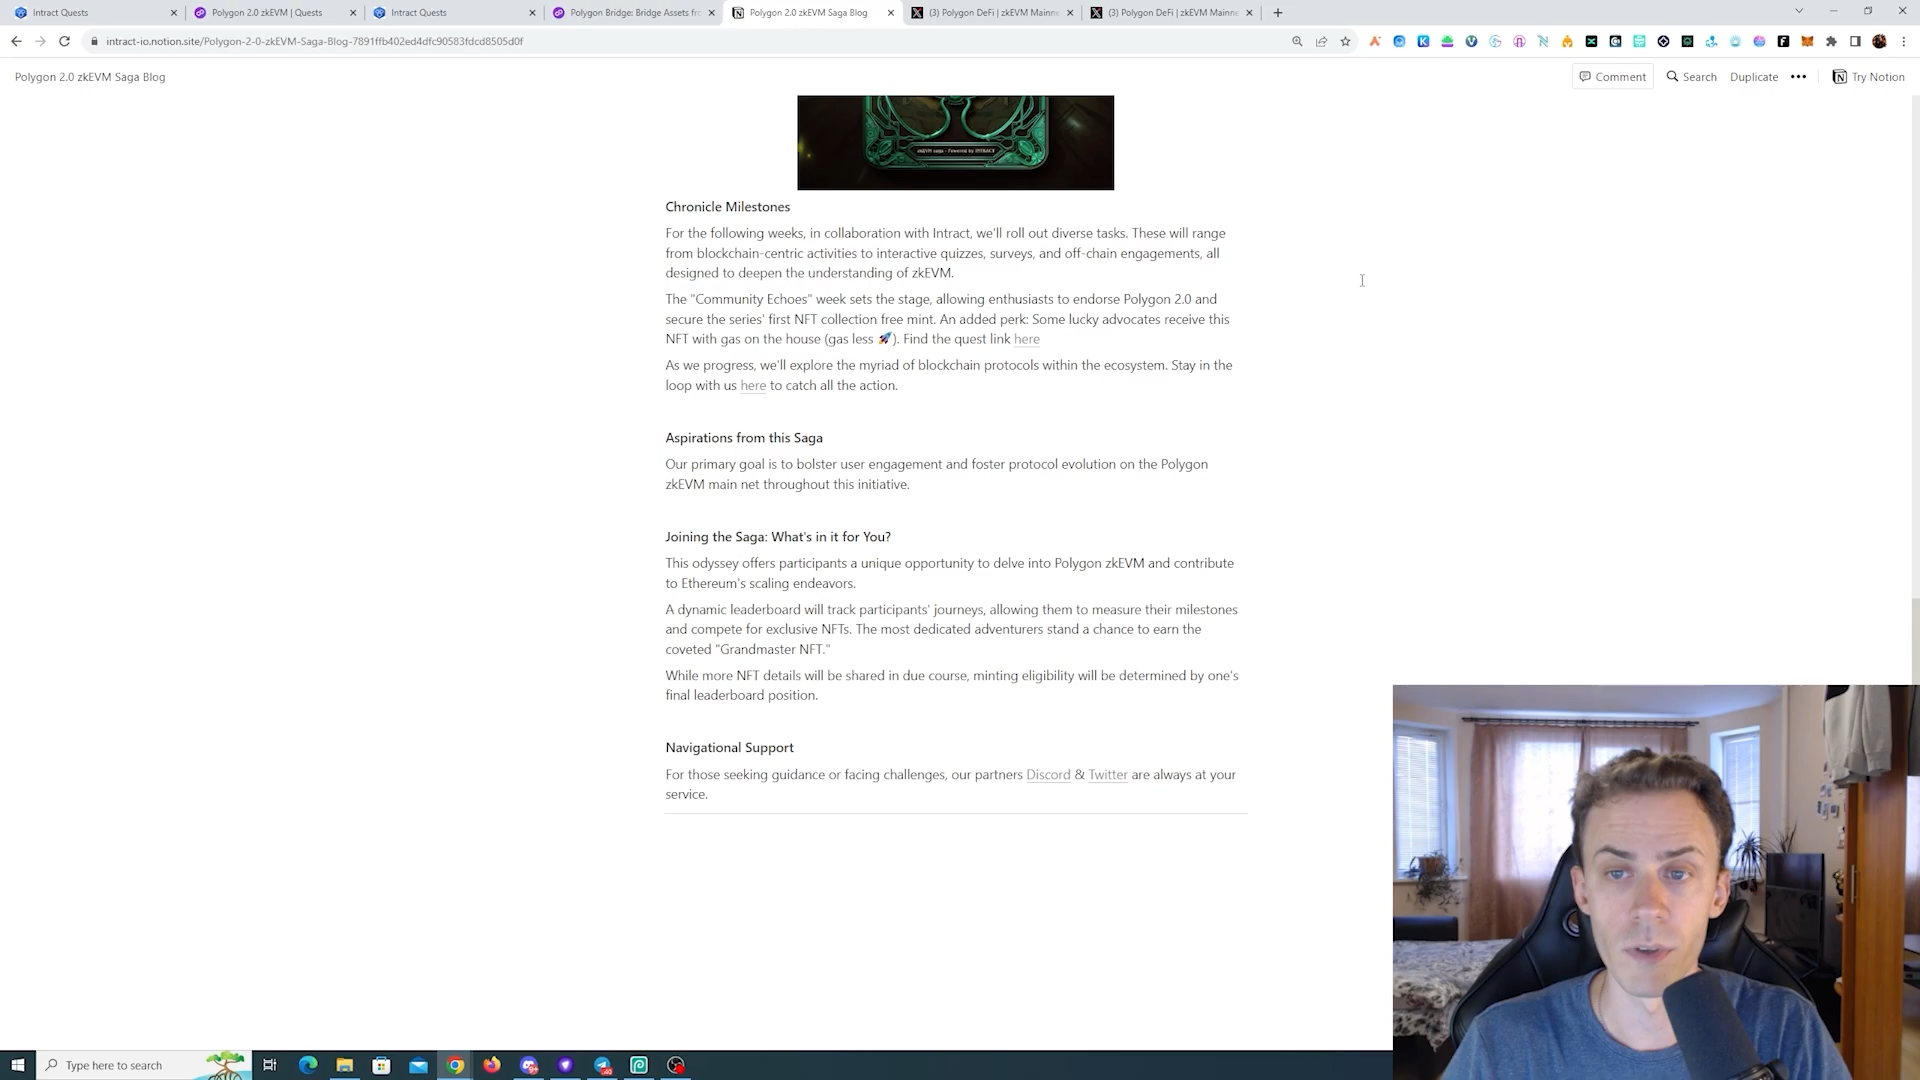 Intract Quests
Polygon 2.0 zkEVM | Quests
Intract Quests
Polygon Bridge: Bridge Assets fr
Polygon 2.0 zkEVM Saga Blog
(3) Polygon DeFi | zkEVM Mainne
(3) Polygon DeFi | zkEVM Mainne
intract-io.notion.site/Polygon-2-0-zkEVM-Saga-Blog-7891ffb402ed4dfc90583fdcd8505d0f
Polygon 2.0 zkEVM Saga Blog
Comment
Search
Duplicate
Try Notion
zkEVM saga - Powered by INTRACT
Chronicle Milestones
For the following weeks, in collaboration with Intract, we'll roll out diverse tasks. These will range
from blockchain-centric activities to interactive quizzes, surveys, and off-chain engagements, all
designed to deepen the understanding of zkEVM.
The "Community Echoes" week sets the stage, allowing enthusiasts to endorse Polygon 2.0 and
secure the series' first NFT collection free mint. An added perk: Some lucky advocates receive this
NFT with gas on the house (gas less 🚀). Find the quest link here
As we progress, we'll explore the myriad of blockchain protocols within the ecosystem. Stay in the
loop with us here to catch all the action.
Aspirations from this Saga
Our primary goal is to bolster user engagement and foster protocol evolution on the Polygon
zkEVM main net throughout this initiative.
Joining the Saga: What's in it for You?
This odyssey offers participants a unique opportunity to delve into Polygon zkEVM and contribute
to Ethereum's scaling endeavors.
A dynamic leaderboard will track participants' journeys, allowing them to measure their milestones
and compete for exclusive NFTs. The most dedicated adventurers stand a chance to earn the
coveted "Grandmaster NFT."
While more NFT details will be shared in due course, minting eligibility will be determined by one's
final leaderboard position.
Navigational Support
For those seeking guidance or facing challenges, our partners Discord & Twitter are always at your
service.
Type here to search